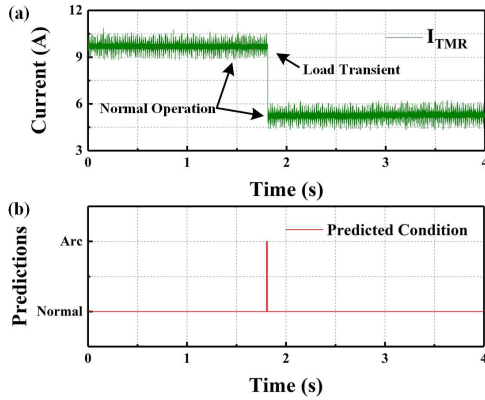 (a)
Current (A)
12
9
6
3
I_TMR
Load Transient
Normal Operation
0 1 2 3 4
Time (s)
(b)
Predictions
Arc
Normal
Predicted Condition
0 1 2 3 4
Time (s)